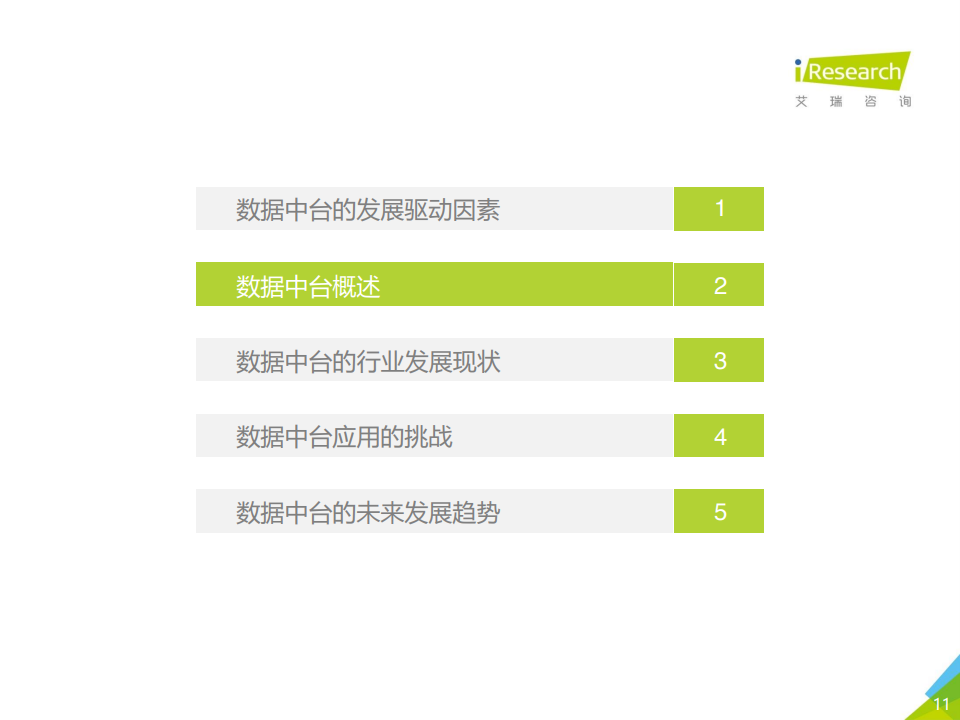 iResearch
艾瑞咨询
数据中台的发展驱动因素 1
数据中台概述 2
数据中台的行业发展现状 3
数据中台应用的挑战 4
数据中台的未来发展趋势 5
11